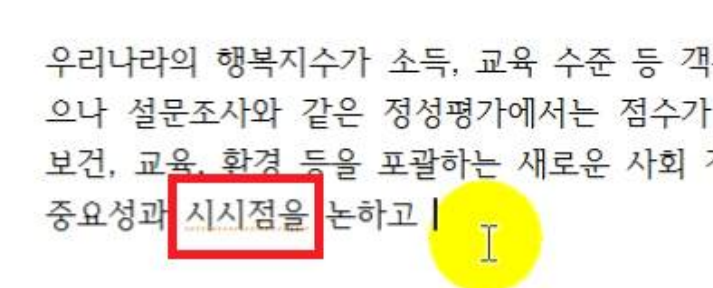 우리나라의 행복지수가 소득, 교육 수준 등
으나 설문조사와 같은 정성평가에서는 점수가
보건, 교육, 환경 등을 포괄하는 새로운 사회
중요성과 시시점을 논하고